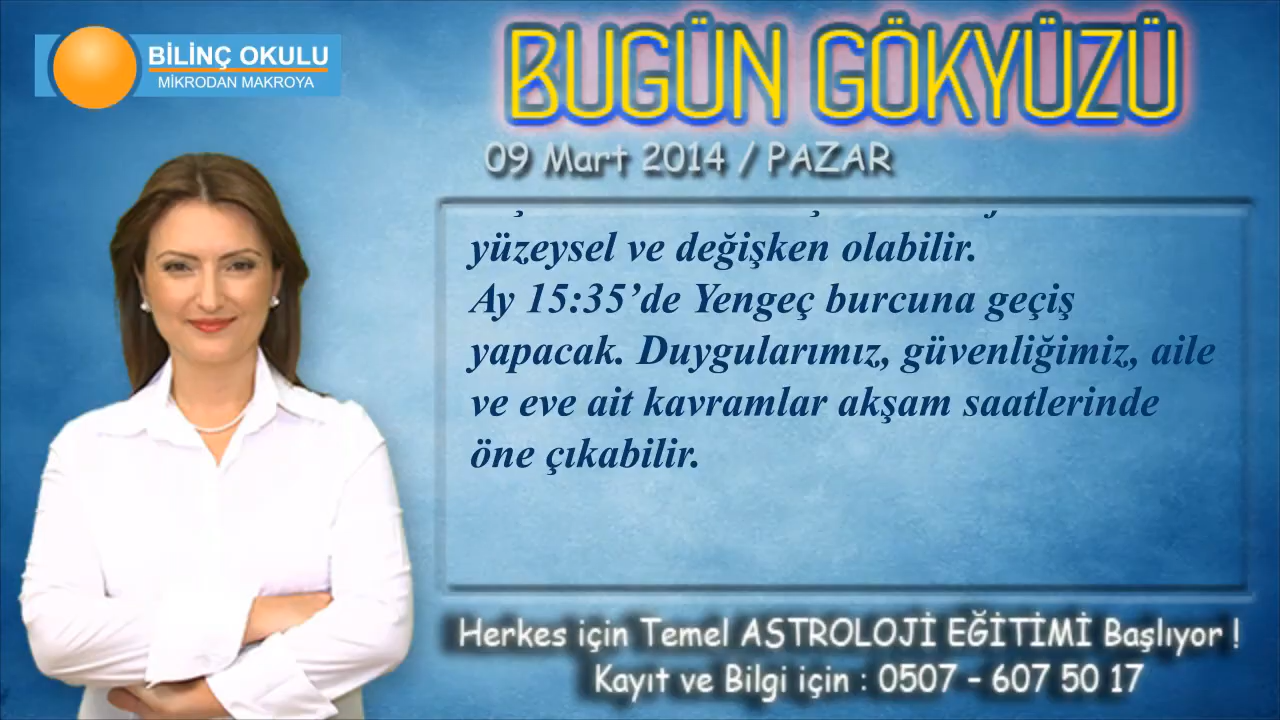 BİLİNÇ OKULU
MİKRODAN MAKROYA
BUGÜN GÖKYÜZÜ
09 Mart 2014 / PAZAR
yüzeysel ve değişken olabilir.
Ay 15:35’de Yengeç burcuna geçiş
yapacak. Duygularımız, güvenliğimiz, aile
ve eve ait kavramlar akşam saatlerinde
öne çıkabilir.
Herkes için Temel ASTROLOJİ EĞİTİMİ Başlıyor !
Kayıt ve Bilgi için : 0507 – 607 50 17